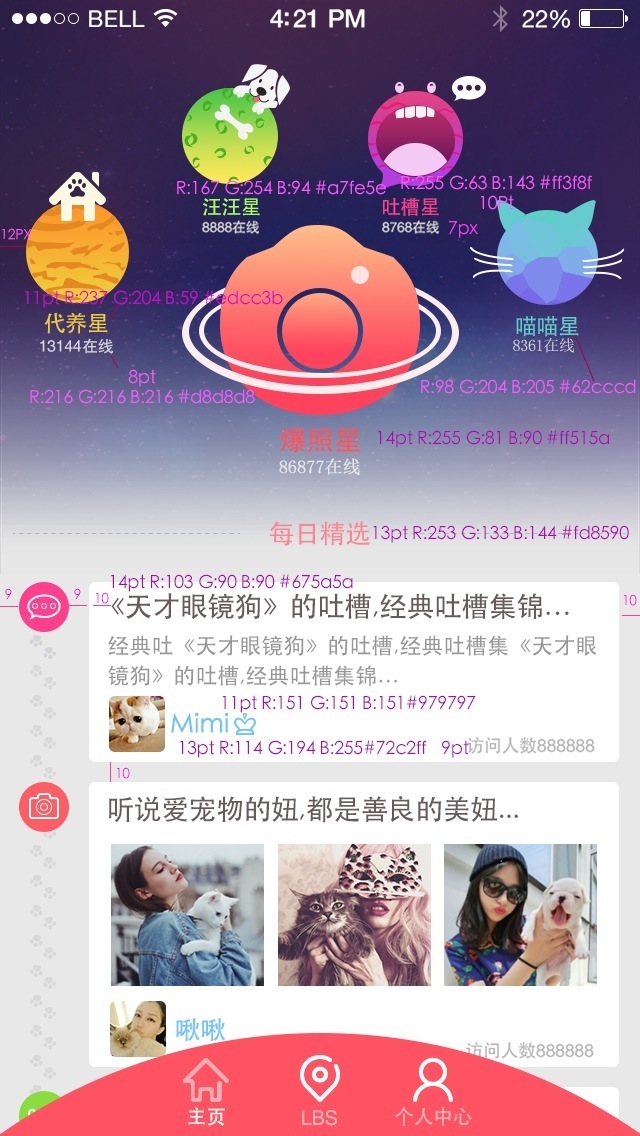 BELL 4:21 PM 22%
R:167 G:254 B:94 #a7fe5e
R:255 G:63 B:143 #ff3f8f
汪汪星
8888在线
吐槽星
10Pt
8768在线
7px
12PX
11pt R:237 G:204 B:59 #edcc3b
代养星
13144在线
喵喵星
8361在线
8pt
R:216 G:216 B:216 #d8d8d8
R:98 G:204 B:205 #62cccd
爆照星
14pt R:255 G:81 B:90 #ff515a
86877在线
每日精选
13pt R:253 G:133 B:144 #fd8590
14pt R:103 G:90 B:90 #675a5a
9 9 10 10
《天才眼镜狗》的吐槽,经典吐槽集锦...
经典吐《天才眼镜狗》的吐槽,经典吐槽集《天才眼
镜狗》的吐槽,经典吐槽集锦...
11pt R:151 G:151 B:151#979797
Mimi
13pt R:114 G:194 B:255#72c2ff 9pt
访问人数888888
10
听说爱宠物的妞,都是善良的美妞...
啾啾
访问人数888888
主页 LBS 个人中心